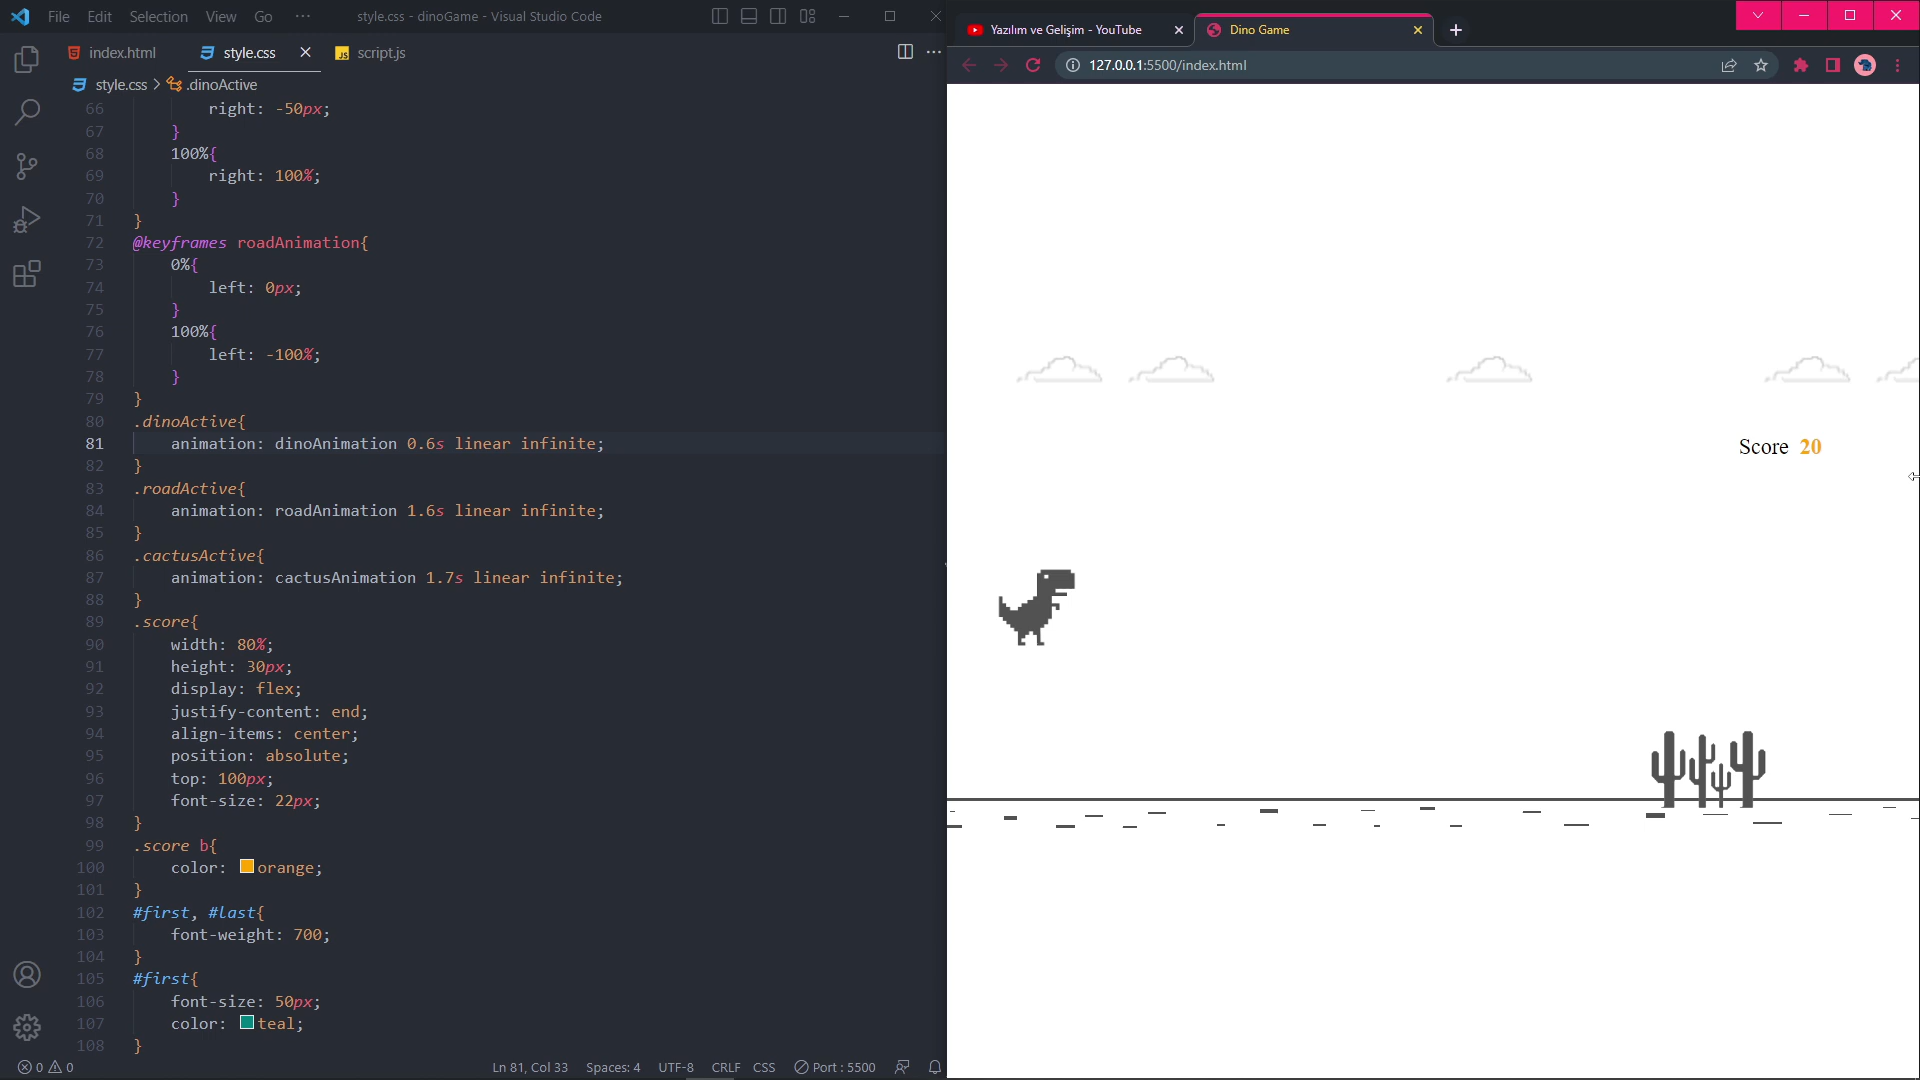 File Edit Selection View Go ··· style.css - dinoGame - Visual Studio Code
index.html style.css script.js
style.css > .dinoActive
66 right: -50px;
67 }
68 100%{
69 right: 100%;
70 }
71 }
72 @keyframes roadAnimation{
73 0%{
74 left: 0px;
75 }
76 100%{
77 left: -100%;
78 }
79 }
80 .dinoActive{
81 animation: dinoAnimation 0.6s linear infinite;
82 }
83 .roadActive{
84 animation: roadAnimation 1.6s linear infinite;
85 }
86 .cactusActive{
87 animation: cactusAnimation 1.7s linear infinite;
88 }
89 .score{
90 width: 80%;
91 height: 30px;
92 display: flex;
93 justify-content: end;
94 align-items: center;
95 position: absolute;
96 top: 100px;
97 font-size: 22px;
98 }
99 .score b{
100 color: orange;
101 }
102 #first, #last{
103 font-weight: 700;
104 }
105 #first{
106 font-size: 50px;
107 color: teal;
108 }
0 0 Ln 81, Col 33 Spaces: 4 UTF-8 CRLF CSS Port : 5500
Yazılım ve Gelişim - YouTube Dino Game
127.0.0.1:5500/index.html
Score 20